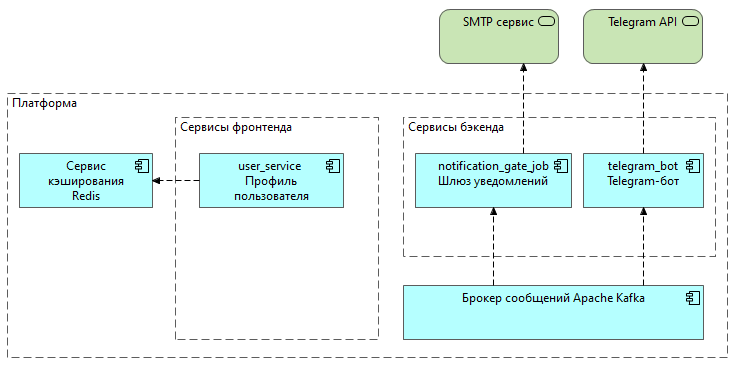 SMTP сервис
Telegram API
Платформа
Сервисы фронтенда
Сервисы бэкенда
Сервис
кэширования
Redis
user_service
Профиль
пользователя
notification_gate_job
Шлюз уведомлений
telegram_bot
Telegram-бот
Брокер сообщений Apache Kafka